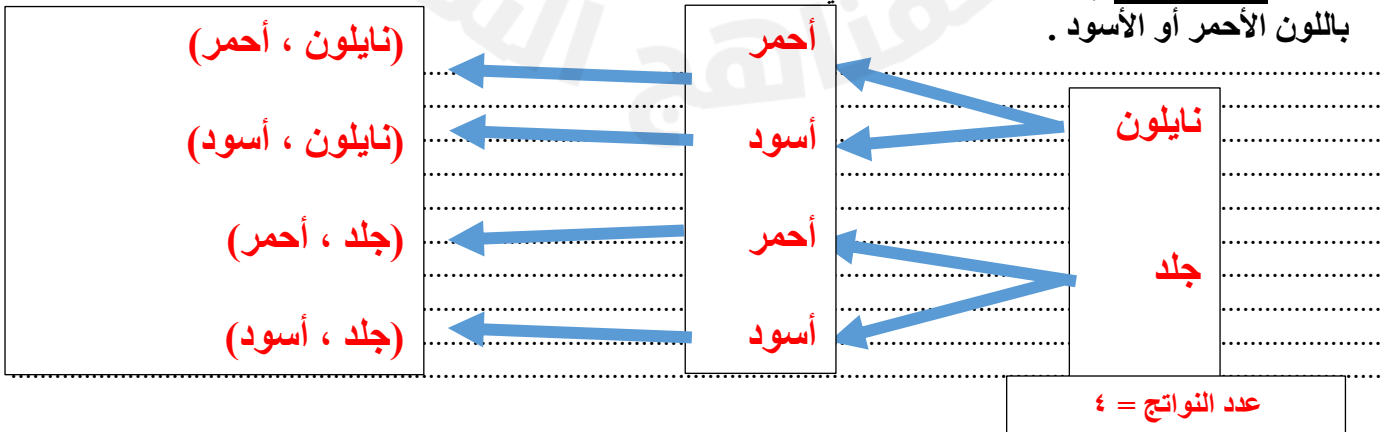 باللون الأحمر أو الأسود .
نايلون
جلد
أحمر
أسود
أحمر
أسود
(نايلون ، أحمر)
(نايلون ، أسود)
(جلد ، أحمر)
(جلد ، أسود)
عدد النواتج = ٤